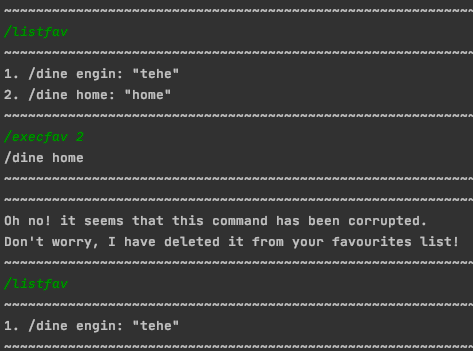 ~~~~~~~~~~~~~~~~~~~~~~~~~~~~~~~~~~~~~~~~~~~~~~~~~~~~~~~~~~~
/listfav
~~~~~~~~~~~~~~~~~~~~~~~~~~~~~~~~~~~~~~~~~~~~~~~~~~~~~~~~~~~
1. /dine engin: "tehe"
2. /dine home: "home"
~~~~~~~~~~~~~~~~~~~~~~~~~~~~~~~~~~~~~~~~~~~~~~~~~~~~~~~~~~~
/execfav 2
/dine home
~~~~~~~~~~~~~~~~~~~~~~~~~~~~~~~~~~~~~~~~~~~~~~~~~~~~~~~~~~~
~~~~~~~~~~~~~~~~~~~~~~~~~~~~~~~~~~~~~~~~~~~~~~~~~~~~~~~~~~~
Oh no! it seems that this command has been corrupted.
Don't worry, I have deleted it from your favourites list!
~~~~~~~~~~~~~~~~~~~~~~~~~~~~~~~~~~~~~~~~~~~~~~~~~~~~~~~~~~~
/listfav
~~~~~~~~~~~~~~~~~~~~~~~~~~~~~~~~~~~~~~~~~~~~~~~~~~~~~~~~~~~
1. /dine engin: "tehe"
~~~~~~~~~~~~~~~~~~~~~~~~~~~~~~~~~~~~~~~~~~~~~~~~~~~~~~~~~~~